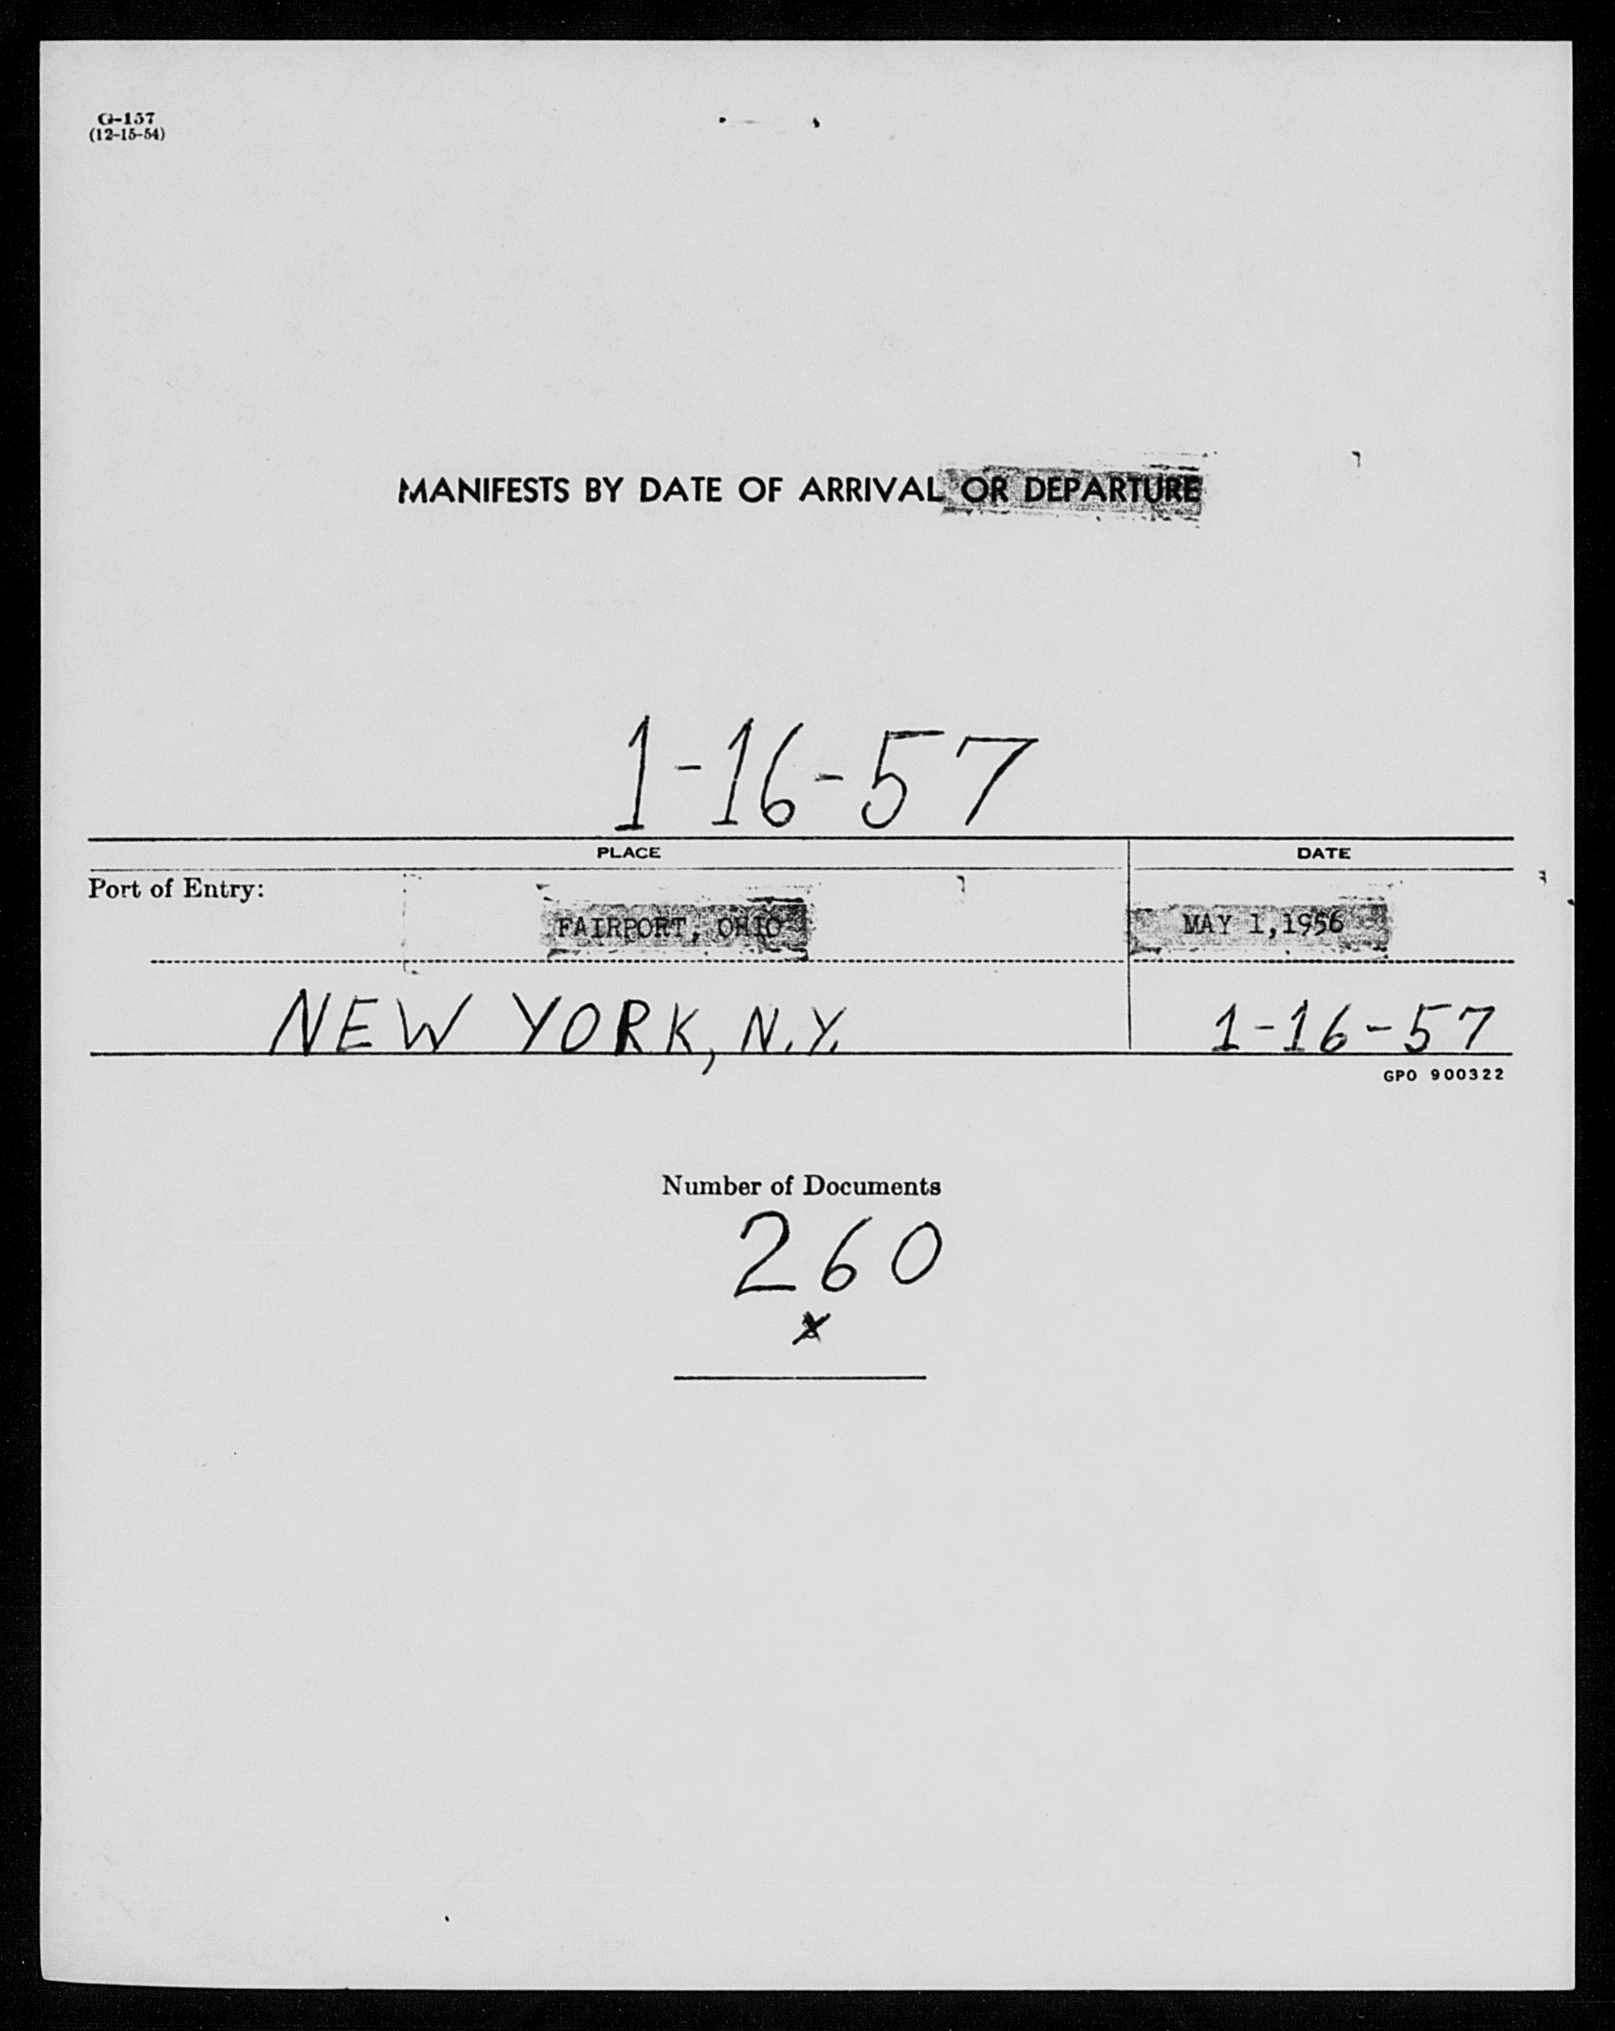 G-157
(12-15-54)
MANIFESTS BY DATE OF ARRIVAL OR DEPARTURE
1-16-57
PLACE DATE
Port of Entry:
FAIRPORT, OHIO MAY 1, 1956
NEW YORK, N.Y. 1-16-57
GPO 900322
Number of Documents
260